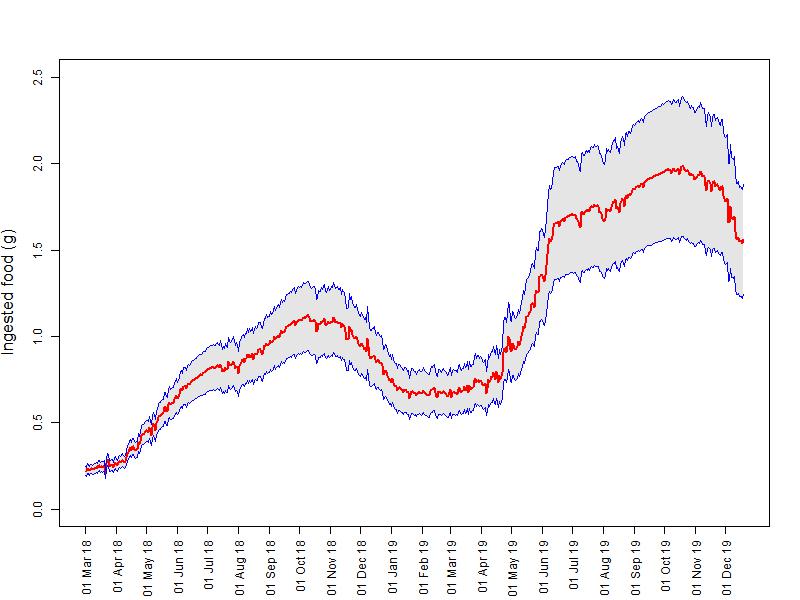 Ingested food (g)
2.5
2.0
1.5
1.0
0.5
0.0
01 Mar 18
01 Apr 18
01 May 18
01 Jun 18
01 Jul 18
01 Aug 18
01 Sep 18
01 Oct 18
01 Nov 18
01 Dec 18
01 Jan 19
01 Feb 19
01 Mar 19
01 Apr 19
01 May 19
01 Jun 19
01 Jul 19
01 Aug 19
01 Sep 19
01 Oct 19
01 Nov 19
01 Dec 19